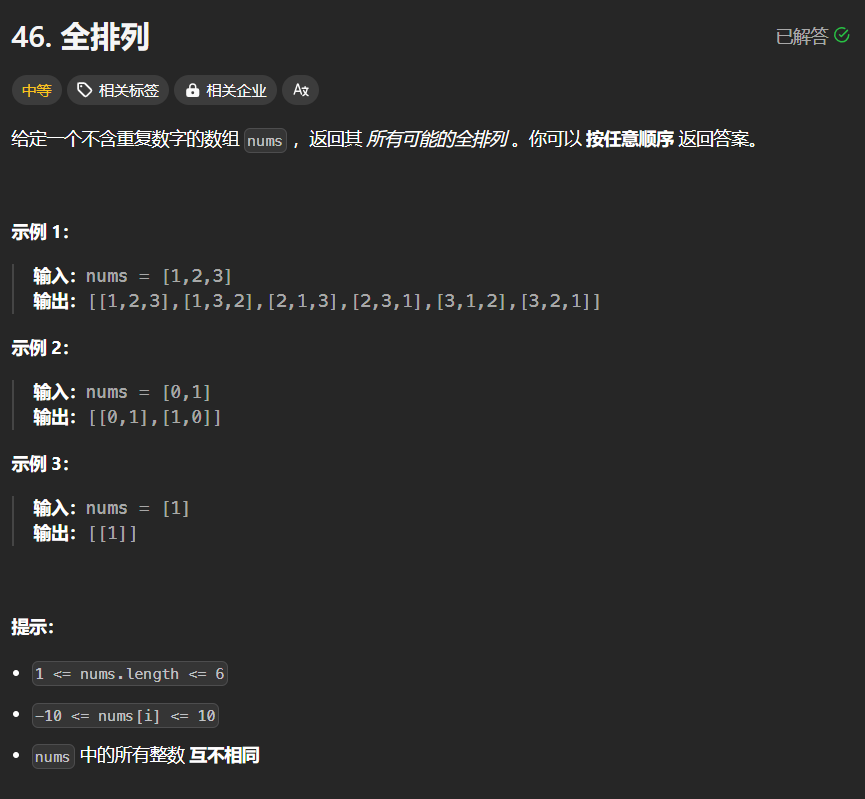 46. 全排列
已解答
中等
相关标签
相关企业
给定一个不含重复数字的数组 nums ，返回其 所有可能的全排列 。你可以 按任意顺序 返回答案。
示例 1：
输入：nums = [1,2,3]
输出：[[1,2,3],[1,3,2],[2,1,3],[2,3,1],[3,1,2],[3,2,1]]
示例 2：
输入：nums = [0,1]
输出：[[0,1],[1,0]]
示例 3：
输入：nums = [1]
输出：[[1]]
提示：
1 <= nums.length <= 6
-10 <= nums[i] <= 10
nums 中的所有整数 互不相同